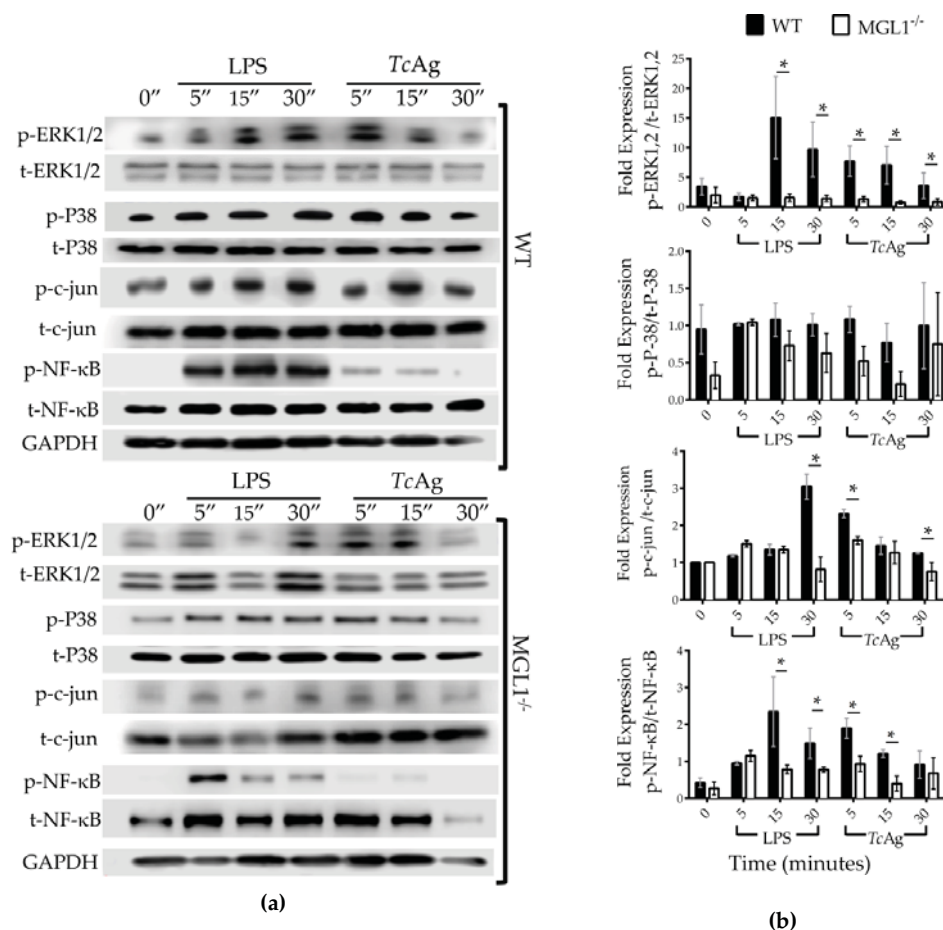 LPS TcAg
0″ 5″ 15″ 30″ 5″ 15″ 30″
p-ERK1/2
t-ERK1/2
p-P38
t-P38
p-c-jun
t-c-jun
p-NF-κB
t-NF-κB
GAPDH
WT
LPS TcAg
0″ 5″ 15″ 30″ 5″ 15″ 30″
p-ERK1/2
t-ERK1/2
p-P38
t-P38
p-c-jun
t-c-jun
p-NF-κB
t-NF-κB
GAPDH
MGL1-/-
(a)
WT MGL1-/-
Fold Expression
p-ERK1,2 /t-ERK1,2
25
20
15
10
5
0
* * * * *
0 5 15 30 5 15 30
LPS TcAg
Fold Expression
p-P-38/t-P-38
2.0
1.5
1.0
0.5
0.0
0 5 15 30 5 15 30
LPS TcAg
Fold Expression
p-c-jun /t-c-jun
4
3
2
1
0
* * *
0 5 15 30 5 15 30
LPS TcAg
Fold Expression
p-NF-κB/t-NF-κB
4
2
0
* * * *
0 5 15 30 5 15 30
LPS TcAg
Time (minutes)
(b)